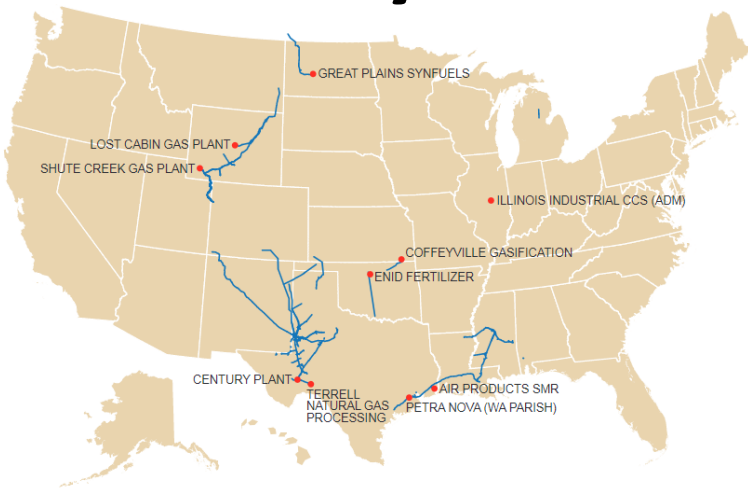 GREAT PLAINS SYNFUELS
LOST CABIN GAS PLANT
SHUTE CREEK GAS PLANT
ILLINOIS INDUSTRIAL CCS (ADM)
COFFEYVILLE GASIFICATION
ENID FERTILIZER
CENTURY PLANT
TERRELL
NATURAL GAS
PROCESSING
AIR PRODUCTS SMR
PETRA NOVA (WA PARISH)